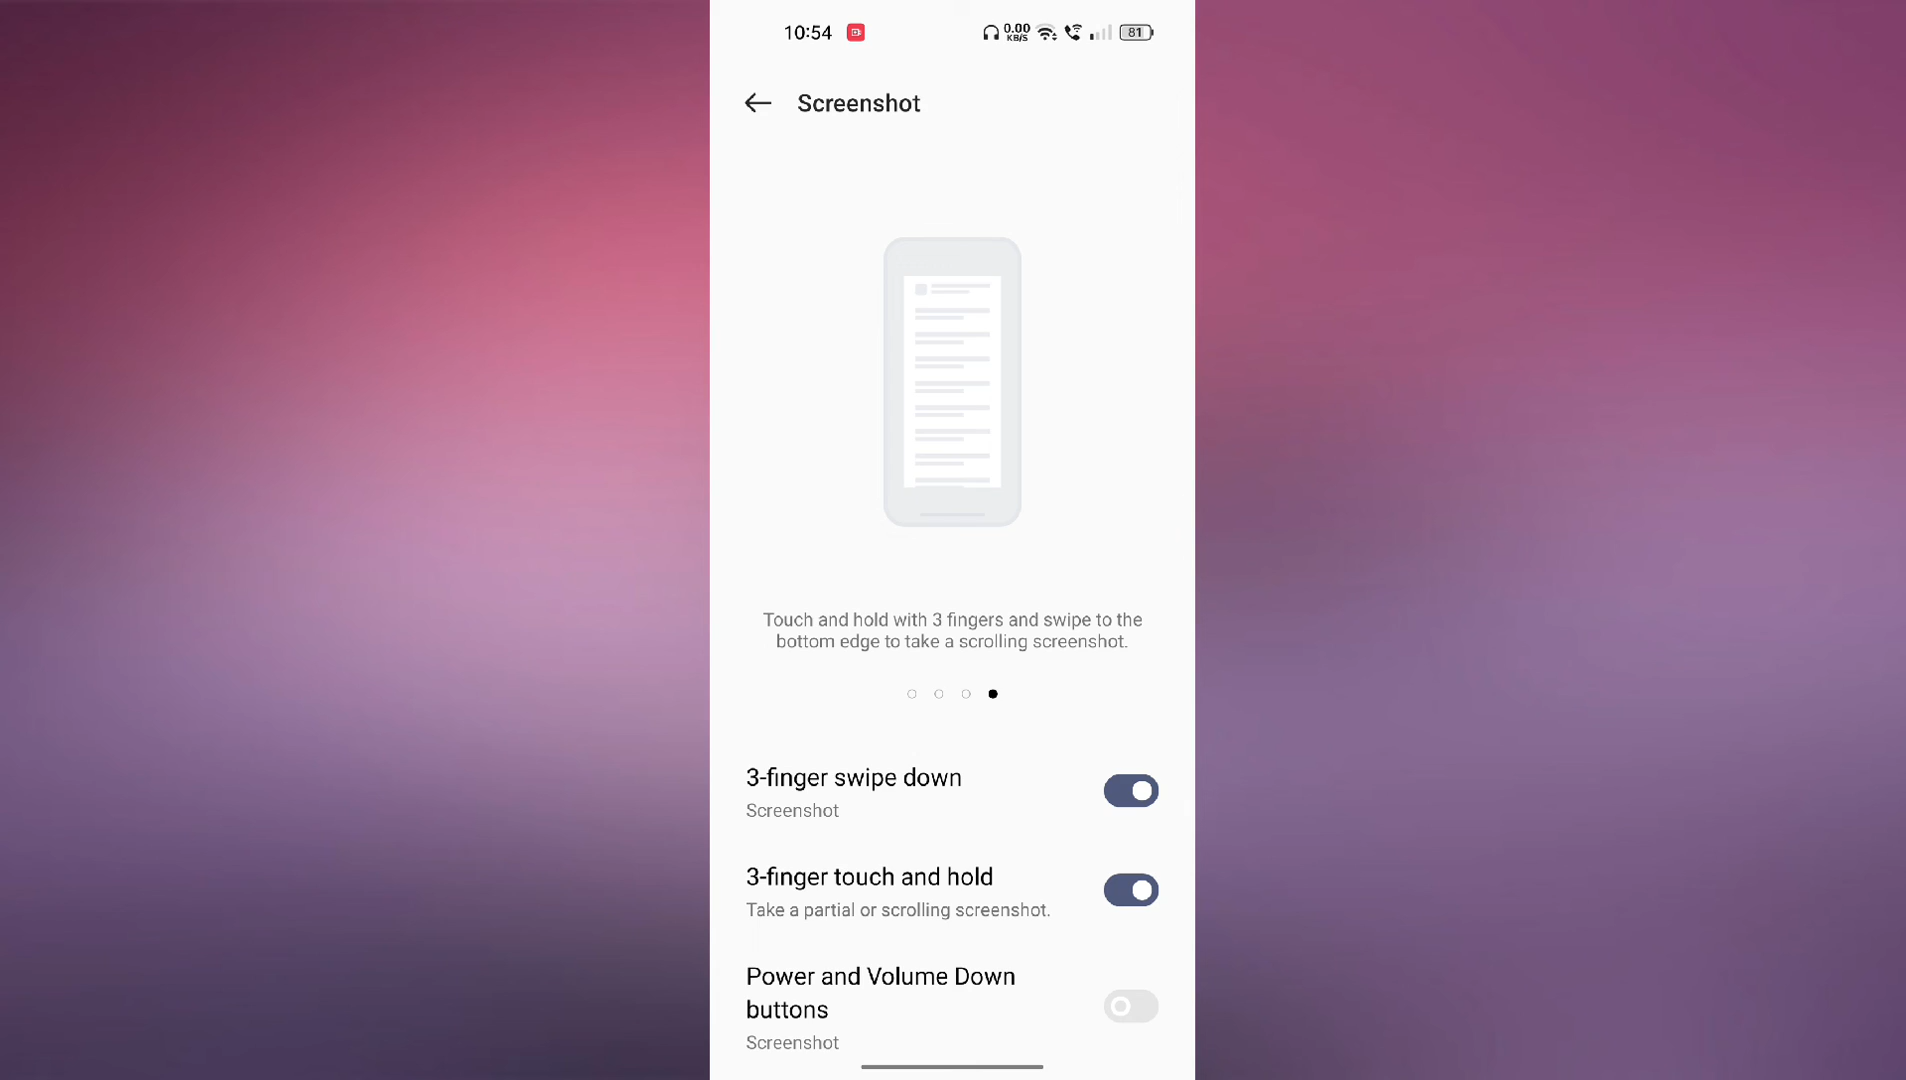 10:54 0.00 KB/S 81
Screenshot
Touch and hold with 3 fingers and swipe to the
bottom edge to take a scrolling screenshot.
3-finger swipe down
Screenshot
3-finger touch and hold
Take a partial or scrolling screenshot.
Power and Volume Down
buttons
Screenshot